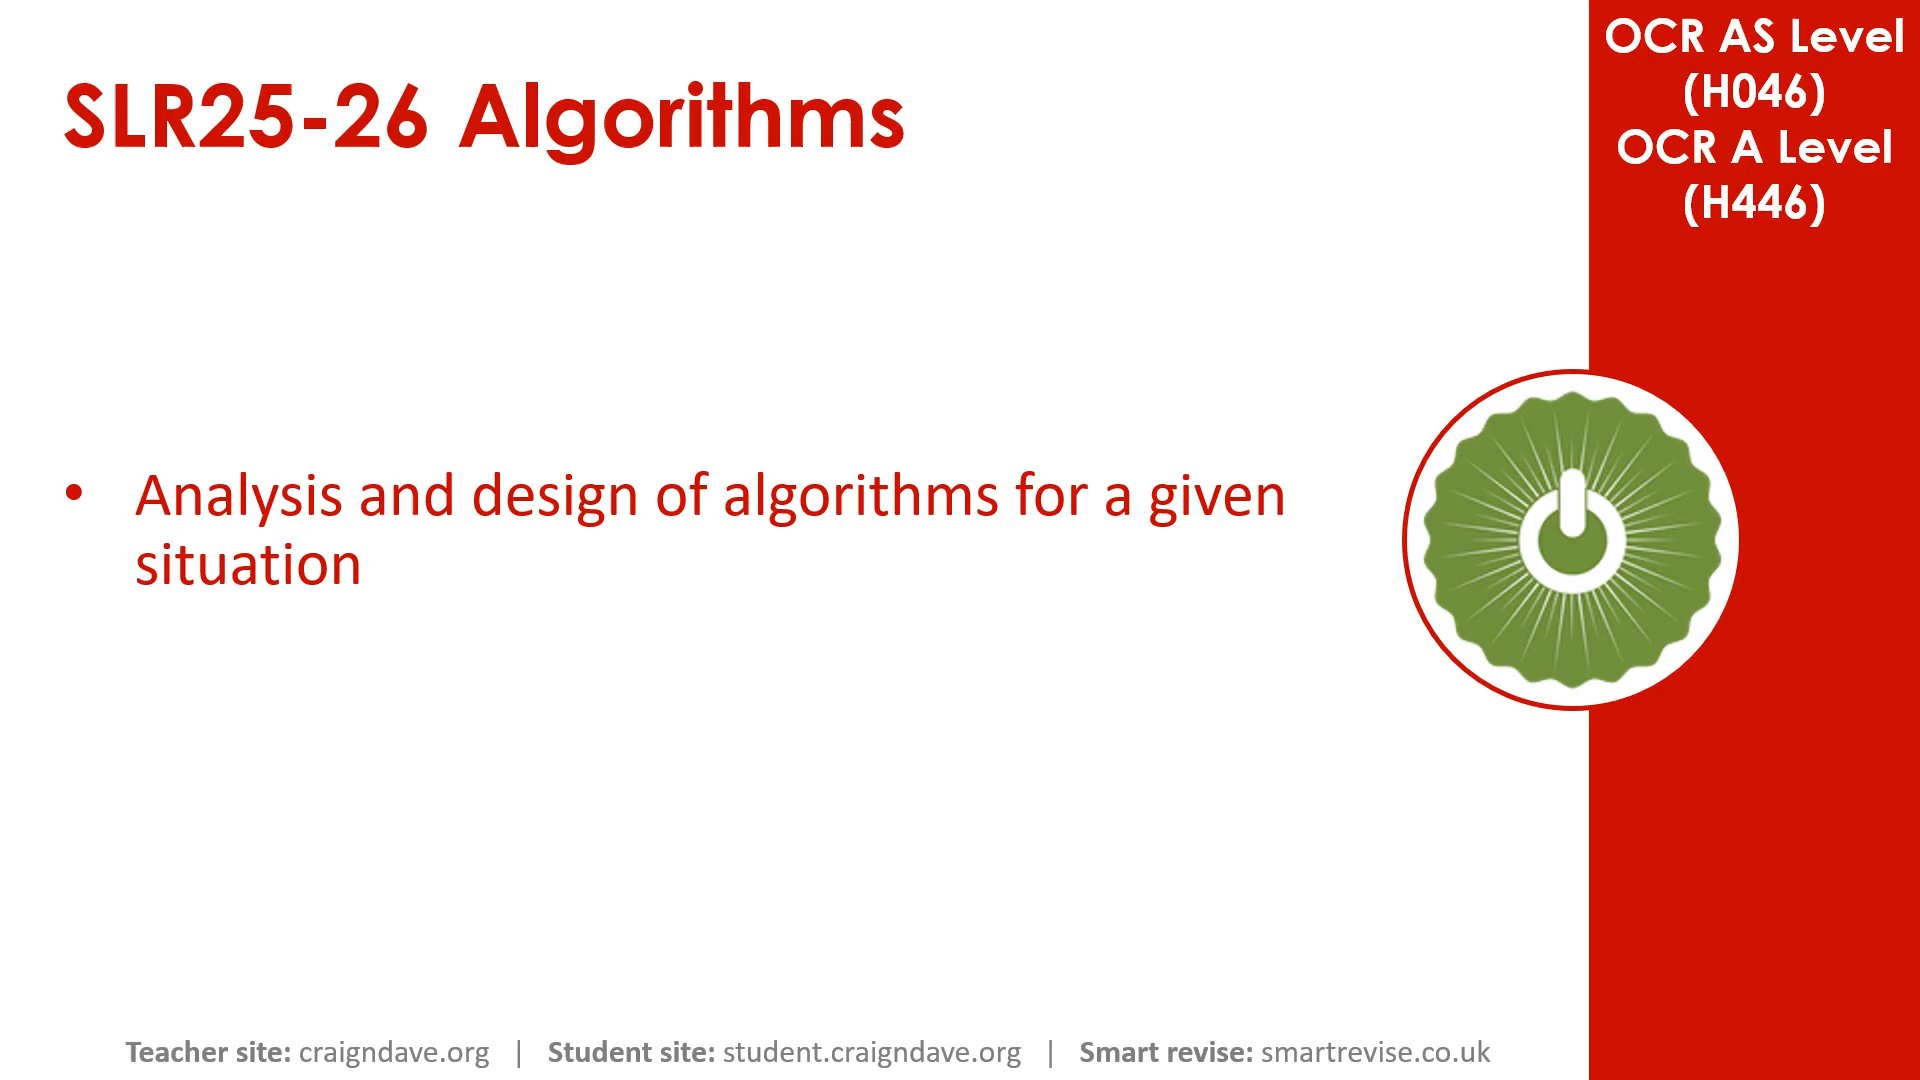 SLR25-26 Algorithms
OCR AS Level
(H046)
OCR A Level
(H446)
• Analysis and design of algorithms for a given
situation
Teacher site: craigndave.org | Student site: student.craigndave.org | Smart revise: smartrevise.co.uk